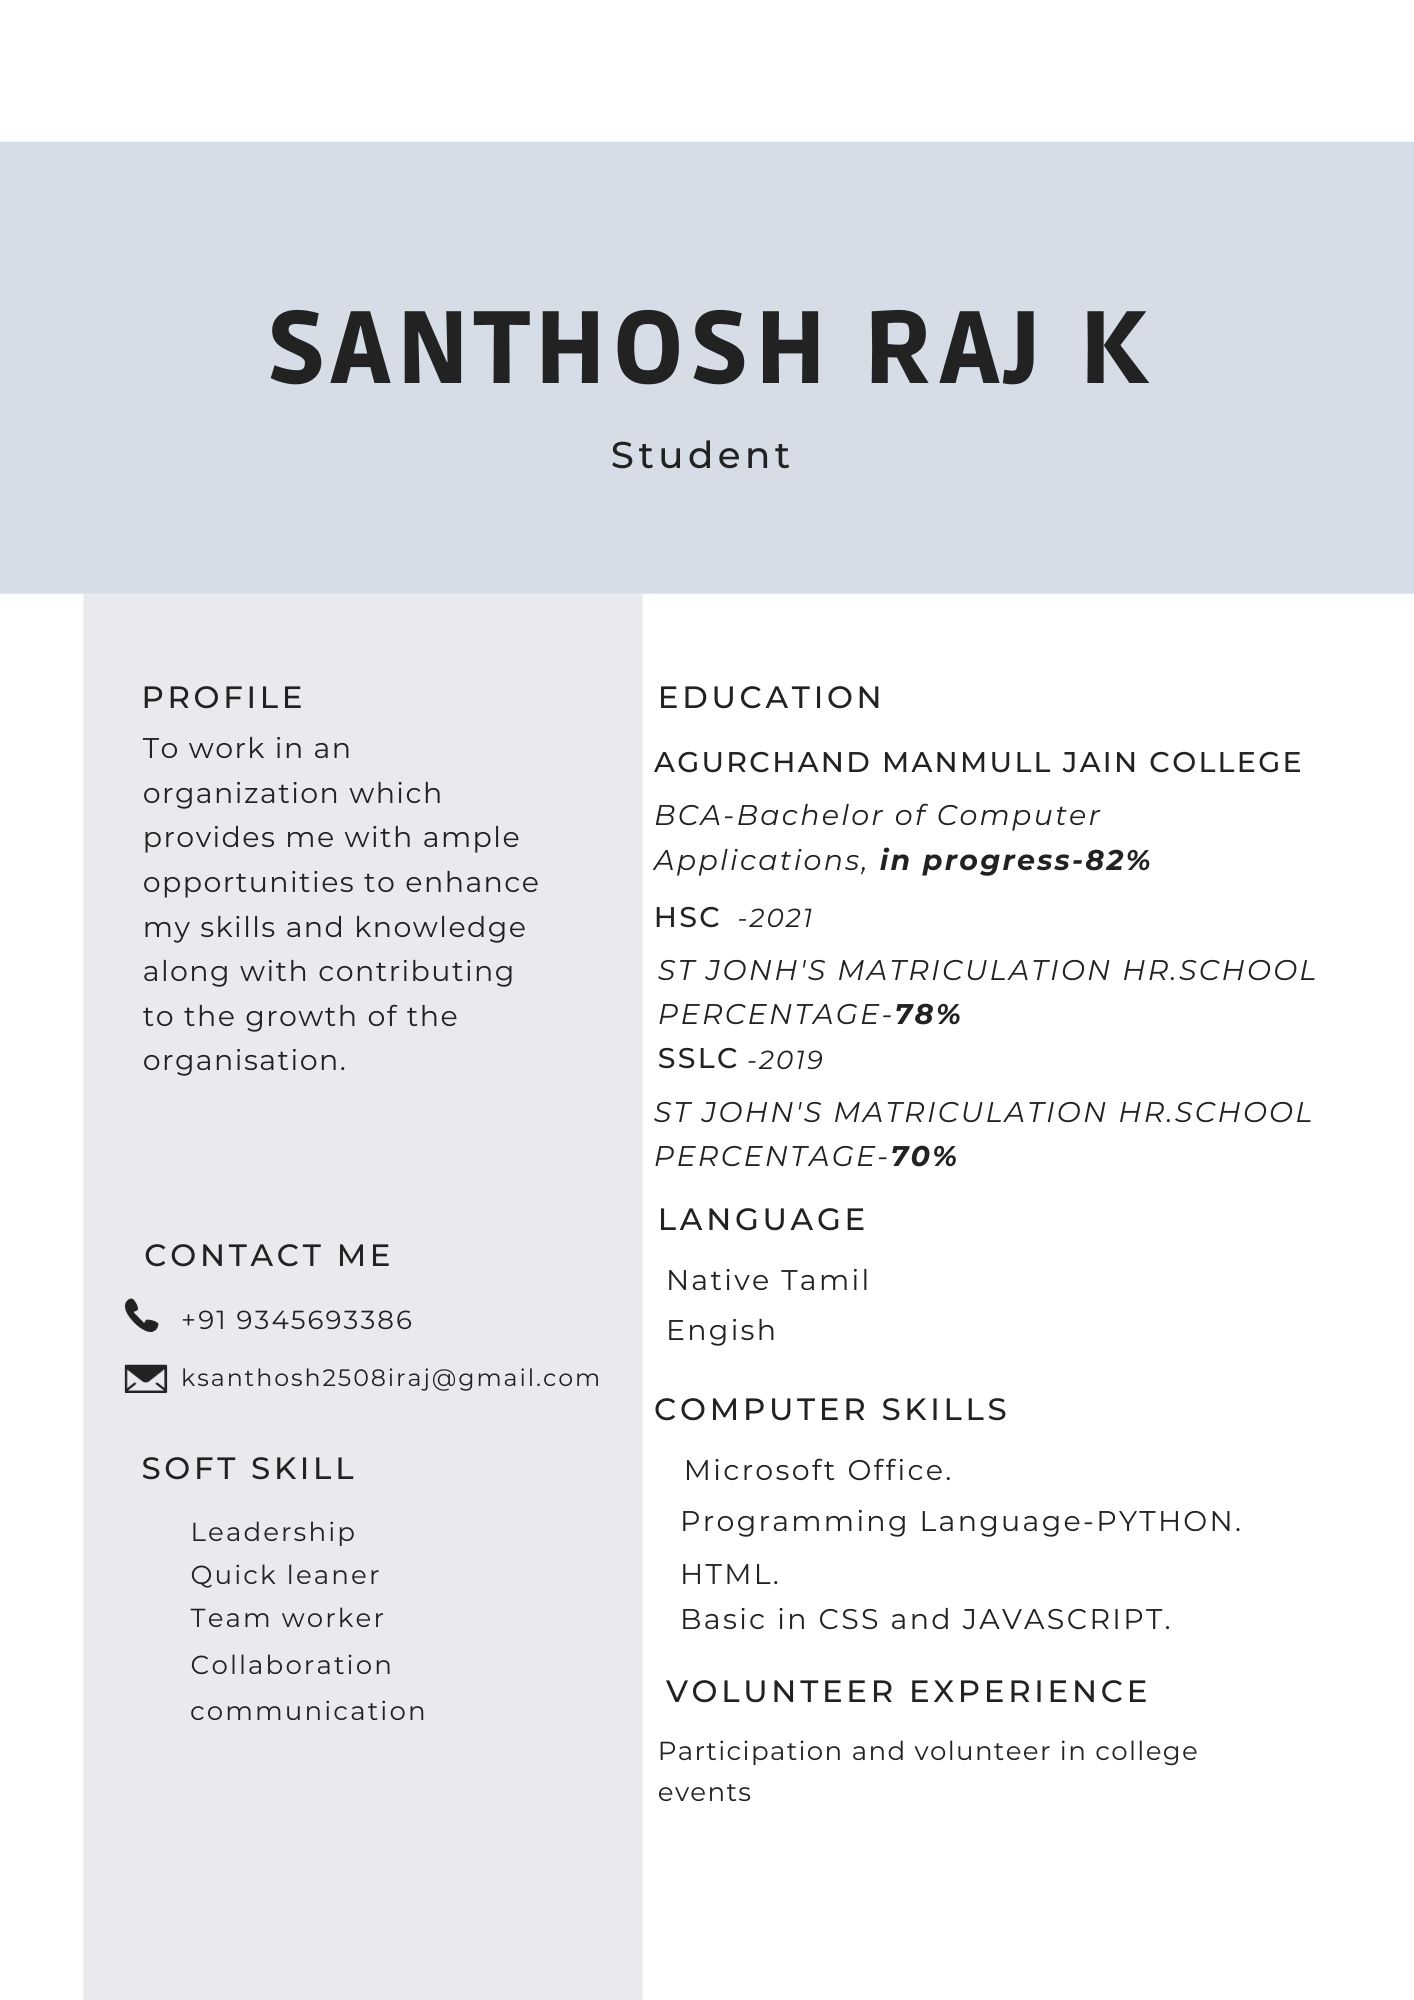 SANTHOSH RAJ K
Student
PROFILE
To work in an
organization which
provides me with ample
opportunities to enhance
my skills and knowledge
along with contributing
to the growth of the
organisation.
CONTACT ME
+91 9345693386
ksanthosh2508iraj@gmail.com
SOFT SKILL
Leadership
Quick leaner
Team worker
Collaboration
communication
EDUCATION
AGURCHAND MANMULL JAIN COLLEGE
BCA-Bachelor of Computer
Applications, in progress-82%
HSC -2021
ST JONH'S MATRICULATION HR.SCHOOL
PERCENTAGE-78%
SSLC -2019
ST JOHN'S MATRICULATION HR.SCHOOL
PERCENTAGE-70%
LANGUAGE
Native Tamil
Engish
COMPUTER SKILLS
Microsoft Office.
Programming Language-PYTHON.
HTML.
Basic in CSS and JAVASCRIPT.
VOLUNTEER EXPERIENCE
Participation and volunteer in college
events